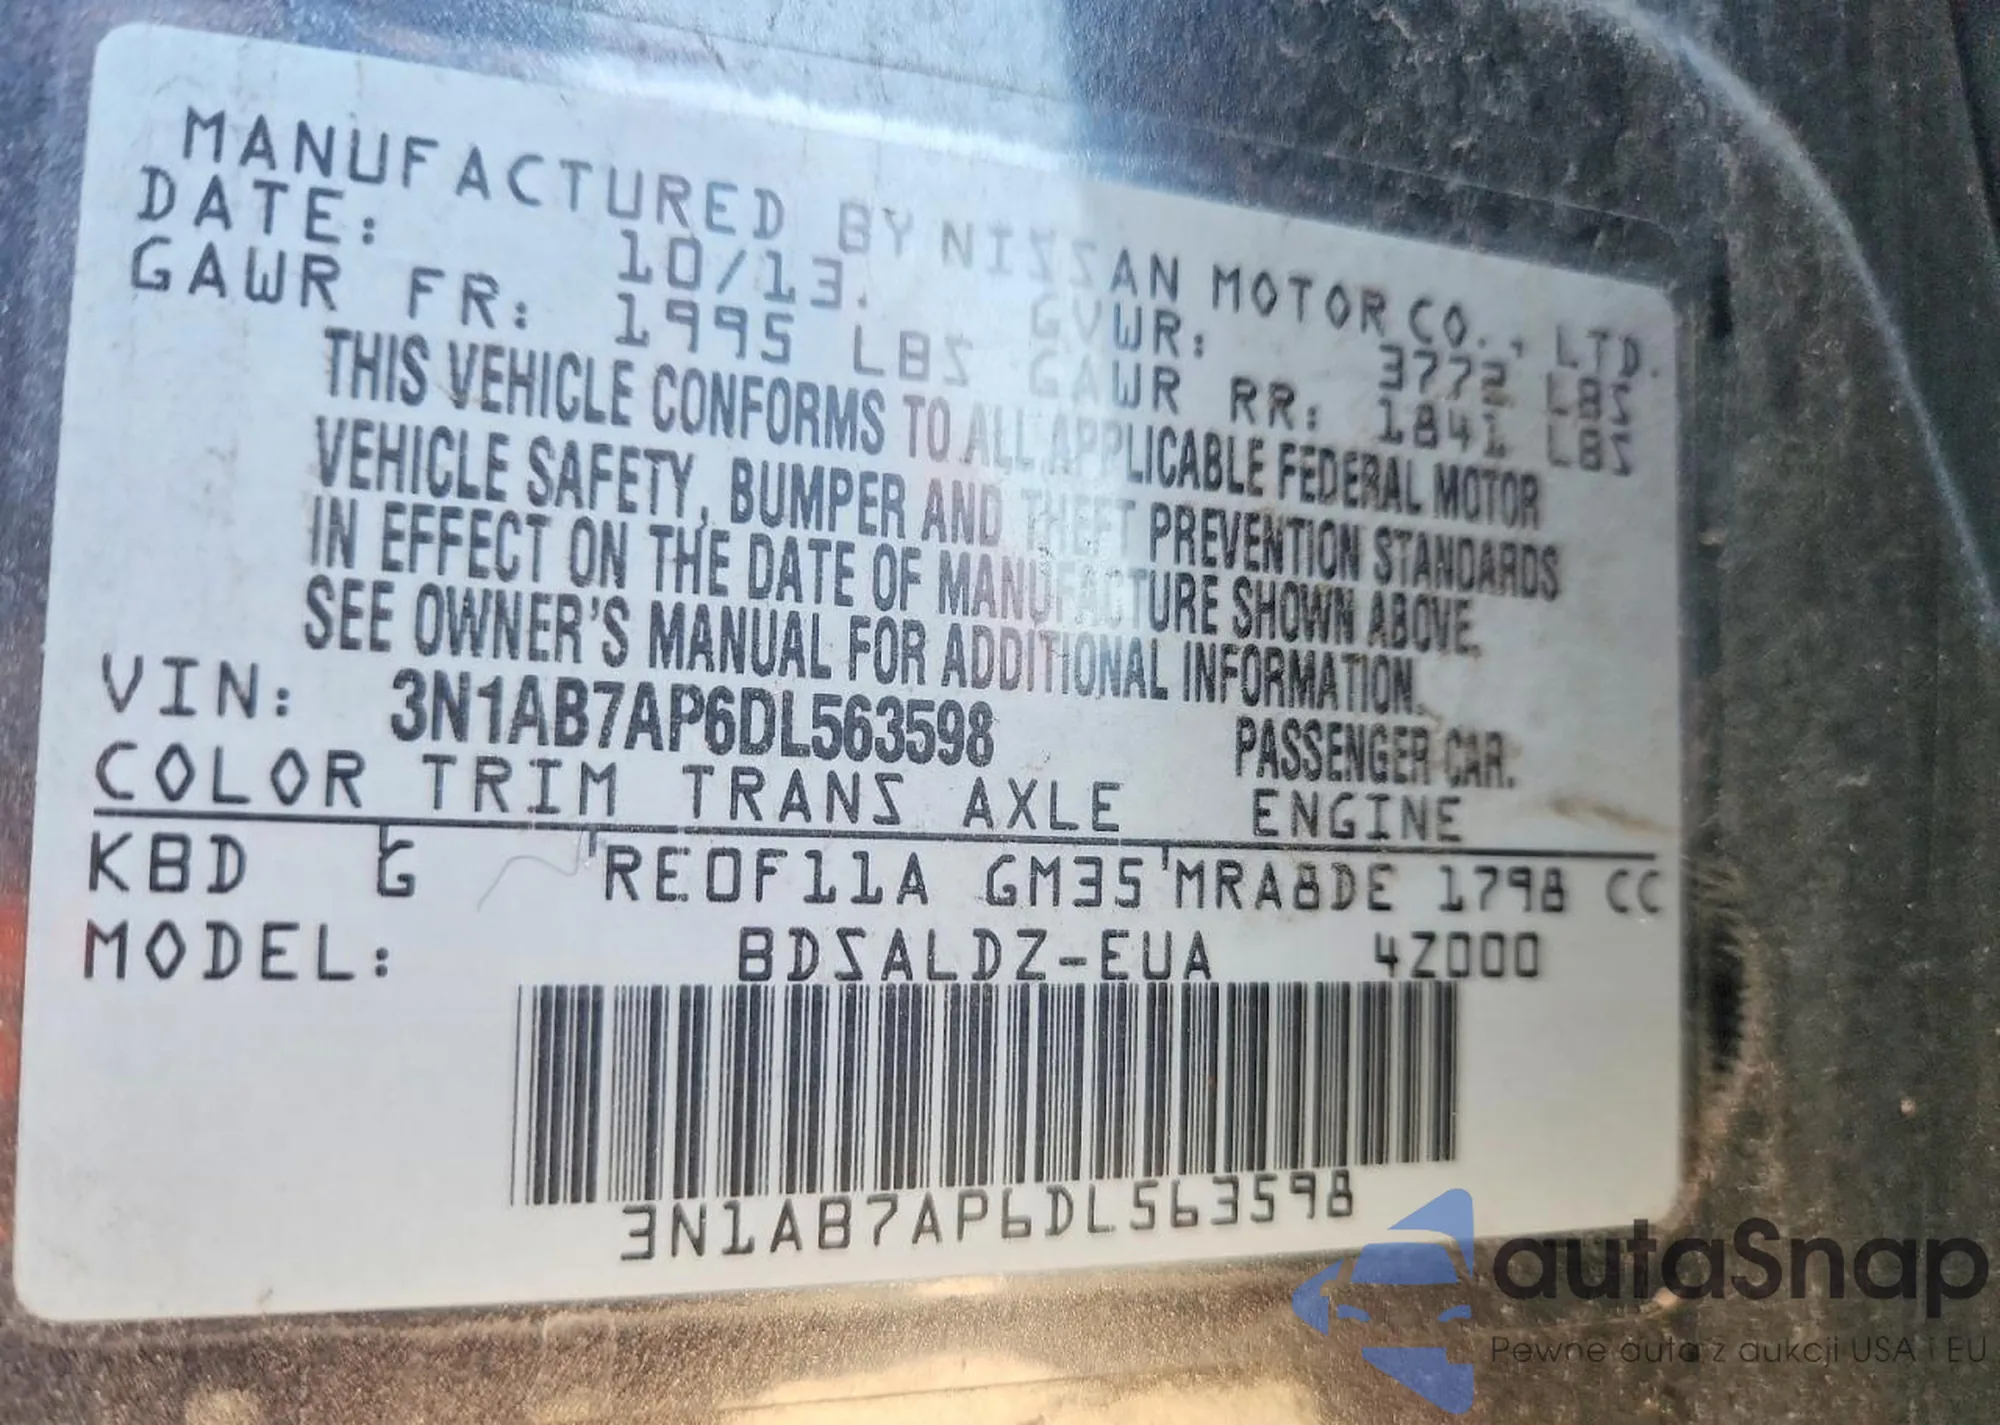 MANUFACTURED BY NISSAN MOTOR CO., LTD.
DATE: 10/13. GVWR: 3772 LBS
GAWR FR: 1995 LBS GAWR RR: 1841 LBS
THIS VEHICLE CONFORMS TO ALL APPLICABLE FEDERAL MOTOR
VEHICLE SAFETY, BUMPER AND THEFT PREVENTION STANDARDS
IN EFFECT ON THE DATE OF MANUFACTURE SHOWN ABOVE.
SEE OWNER'S MANUAL FOR ADDITIONAL INFORMATION.
VIN: 3N1AB7AP6DL563598 PASSENGER CAR.
COLOR TRIM TRANS AXLE ENGINE
KBD G RE0F11A GM35 MRA8DE 1798 CC
MODEL: BDSALDZ-EUA 4Z000
3N1AB7AP6DL563598
autaSnap
Pewne auta z aukcji USA i EU